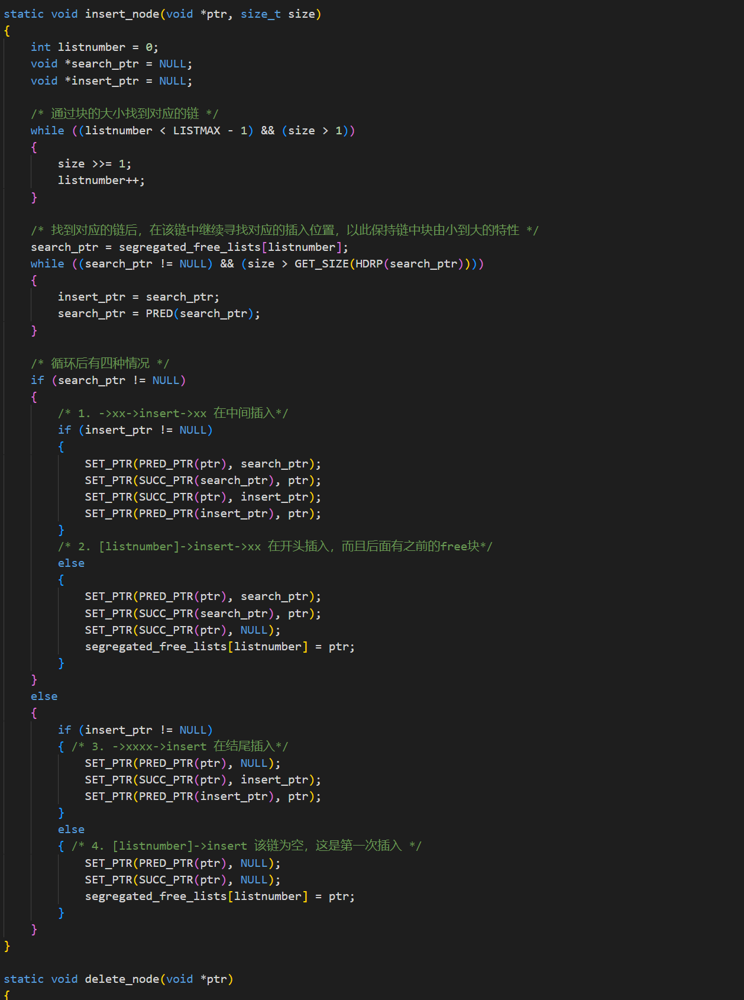 static void insert_node(void *ptr, size_t size)
{
    int listnumber = 0;
    void *search_ptr = NULL;
    void *insert_ptr = NULL;

    /* 通过块的大小找到对应的链 */
    while ((listnumber < LISTMAX - 1) && (size > 1))
    {
        size >>= 1;
        listnumber++;
    }

    /* 找到对应的链后，在该链中继续寻找对应的插入位置，以此保持链中块由小到大的特性 */
    search_ptr = segregated_free_lists[listnumber];
    while ((search_ptr != NULL) && (size > GET_SIZE(HDRP(search_ptr))))
    {
        insert_ptr = search_ptr;
        search_ptr = PRED(search_ptr);
    }

    /* 循环后有四种情况 */
    if (search_ptr != NULL)
    {
        /* 1. ->xx->insert->xx 在中间插入*/
        if (insert_ptr != NULL)
        {
            SET_PTR(PRED_PTR(ptr), search_ptr);
            SET_PTR(SUCC_PTR(search_ptr), ptr);
            SET_PTR(SUCC_PTR(ptr), insert_ptr);
            SET_PTR(PRED_PTR(insert_ptr), ptr);
        }
        /* 2. [listnumber]->insert->xx 在开头插入，而且后面有之前的free块*/
        else
        {
            SET_PTR(PRED_PTR(ptr), search_ptr);
            SET_PTR(SUCC_PTR(search_ptr), ptr);
            SET_PTR(SUCC_PTR(ptr), NULL);
            segregated_free_lists[listnumber] = ptr;
        }
    }
    else
    {
        if (insert_ptr != NULL)
        { /* 3. ->xxxx->insert 在结尾插入*/
            SET_PTR(PRED_PTR(ptr), NULL);
            SET_PTR(SUCC_PTR(ptr), insert_ptr);
            SET_PTR(PRED_PTR(insert_ptr), ptr);
        }
        else
        { /* 4. [listnumber]->insert 该链为空，这是第一次插入 */
            SET_PTR(PRED_PTR(ptr), NULL);
            SET_PTR(SUCC_PTR(ptr), NULL);
            segregated_free_lists[listnumber] = ptr;
        }
    }
}

static void delete_node(void *ptr)
{